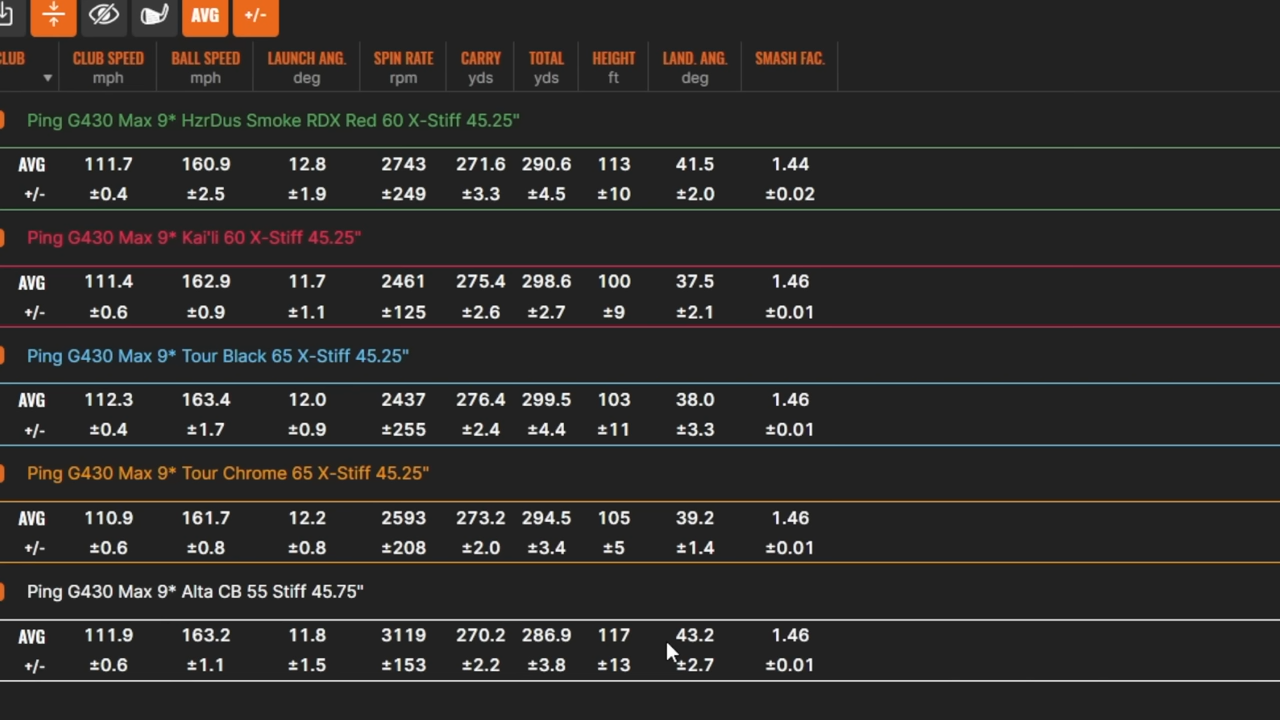 AVG +/-
CLUB CLUB SPEED BALL SPEED LAUNCH ANG. SPIN RATE CARRY TOTAL HEIGHT LAND. ANG. SMASH FAC.
mph mph deg rpm yds yds ft deg
Ping G430 Max 9* HzrDus Smoke RDX Red 60 X-Stiff 45.25"
AVG 111.7 160.9 12.8 2743 271.6 290.6 113 41.5 1.44
+/- ±0.4 ±2.5 ±1.9 ±249 ±3.3 ±4.5 ±10 ±2.0 ±0.02
Ping G430 Max 9* Kai'li 60 X-Stiff 45.25"
AVG 111.4 162.9 11.7 2461 275.4 298.6 100 37.5 1.46
+/- ±0.6 ±0.9 ±1.1 ±125 ±2.6 ±2.7 ±9 ±2.1 ±0.01
Ping G430 Max 9* Tour Black 65 X-Stiff 45.25"
AVG 112.3 163.4 12.0 2437 276.4 299.5 103 38.0 1.46
+/- ±0.4 ±1.7 ±0.9 ±255 ±2.4 ±4.4 ±11 ±3.3 ±0.01
Ping G430 Max 9* Tour Chrome 65 X-Stiff 45.25"
AVG 110.9 161.7 12.2 2593 273.2 294.5 105 39.2 1.46
+/- ±0.6 ±0.8 ±0.8 ±208 ±2.0 ±3.4 ±5 ±1.4 ±0.01
Ping G430 Max 9* Alta CB 55 Stiff 45.75"
AVG 111.9 163.2 11.8 3119 270.2 286.9 117 43.2 1.46
+/- ±0.6 ±1.1 ±1.5 ±153 ±2.2 ±3.8 ±13 ±2.7 ±0.01